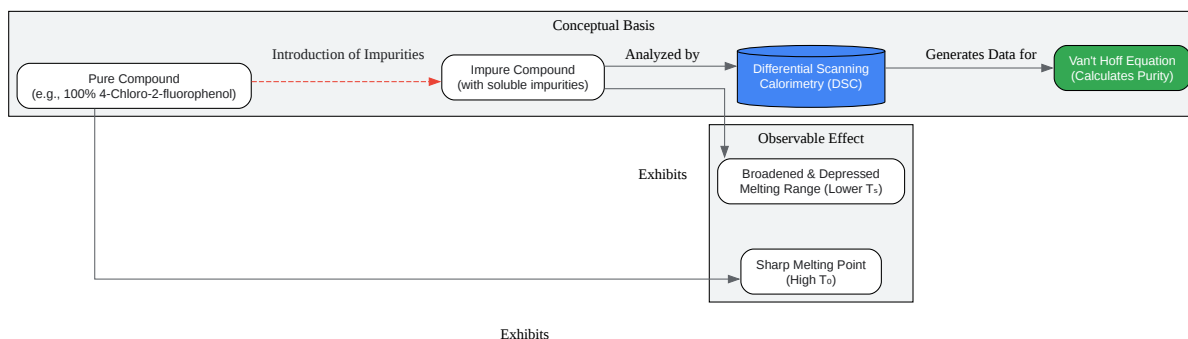 Conceptual Basis
Introduction of Impurities
Analyzed by
Generates Data for
Pure Compound
(e.g., 100% 4-Chloro-2-fluorophenol)
Impure Compound
(with soluble impurities)
Differential Scanning
Calorimetry (DSC)
Van't Hoff Equation
(Calculates Purity)
Observable Effect
Exhibits
Broadened & Depressed
Melting Range (Lower Tₛ)
Sharp Melting Point
(High T₀)
Exhibits